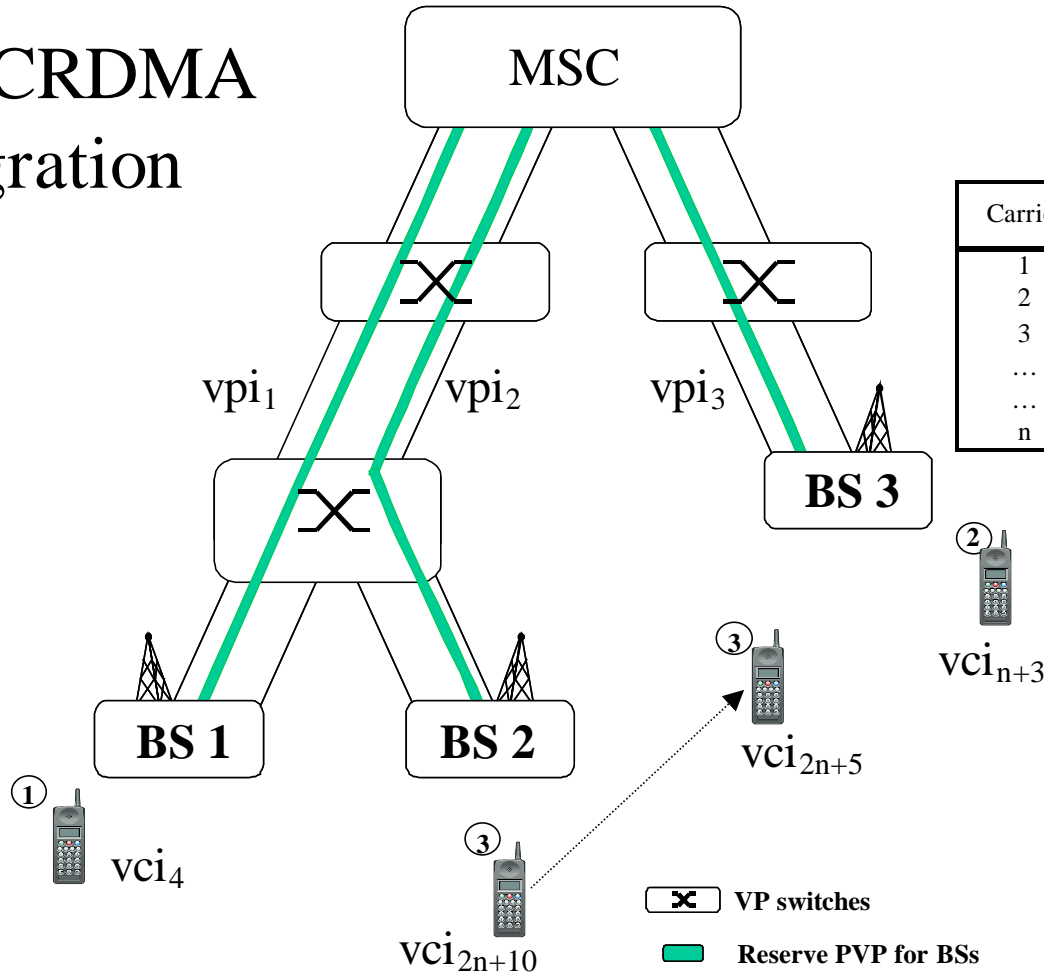 CRDMA
gration
MSC
Carri
1
2
3
…
…
n
vpi₁
vpi₂
vpi₃
BS 3
2
vciₙ₊₃
3
vci₂ₙ₊₅
BS 1
BS 2
1
vci₄
3
vci₂ₙ₊₁₀
VP switches
Reserve PVP for BSs